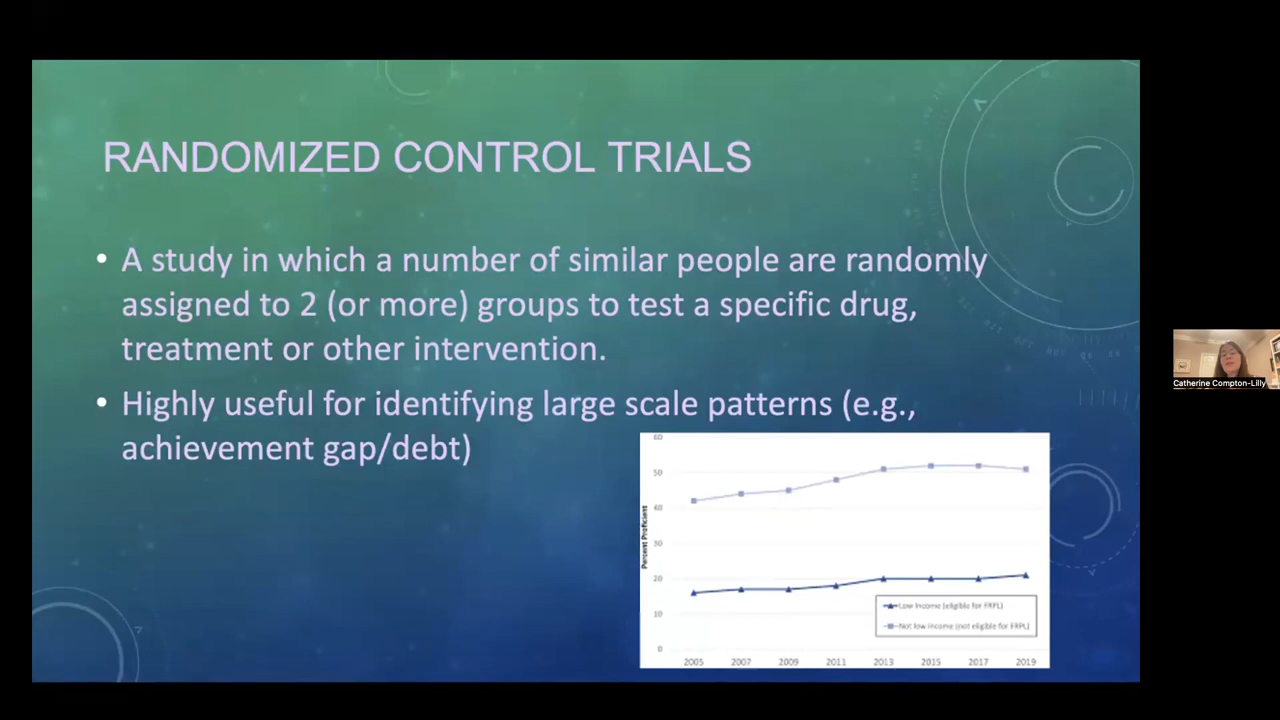 RANDOMIZED CONTROL TRIALS
• A study in which a number of similar people are randomly
assigned to 2 (or more) groups to test a specific drug,
treatment or other intervention.
• Highly useful for identifying large scale patterns (e.g.,
achievement gap/debt)
60
50
40
30
20
10
0
Percent Proficient
Low Income (eligible for FRPL)
Not low income (not eligible for FRPL)
2005 2007 2009 2011 2013 2015 2017 2019
Catherine Compton-Lilly